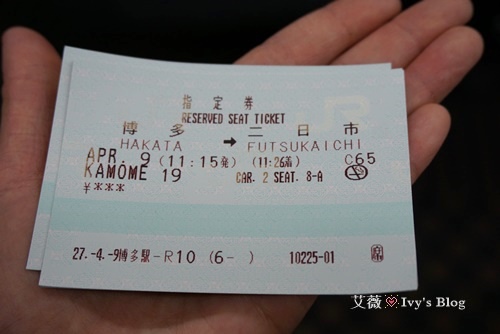 指定券
RESERVED SEAT TICKET
博多 → 二日市
HAKATA FUTSUKAICHI
APR. 9 (11:15発) (11:26着) C65
KAMOME 19 CAR. 2 SEAT. 8-A
¥***
27.-4.-9博多駅-R10 (6- ) 10225-01
艾薇♥Ivy's Blog